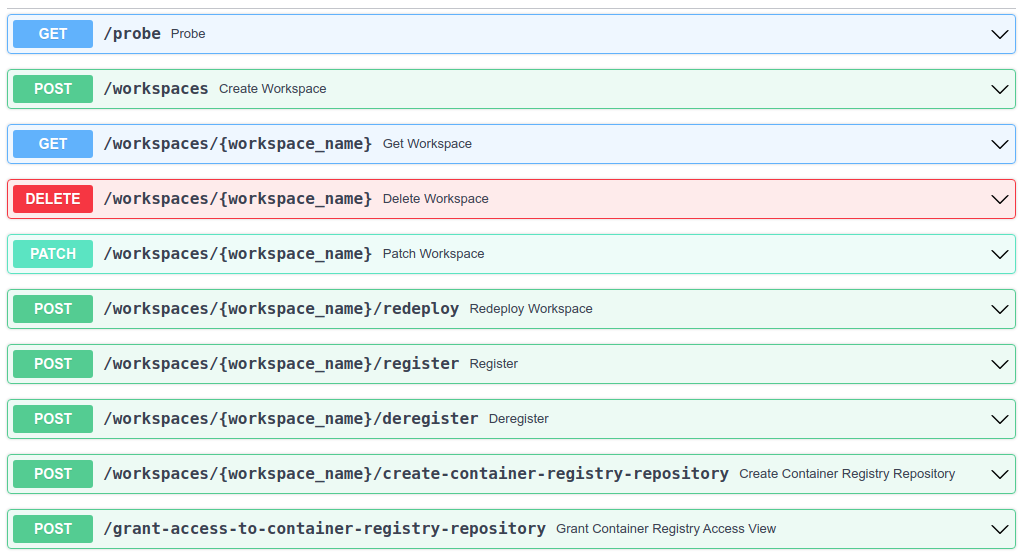 GET /probe Probe
POST /workspaces Create Workspace
GET /workspaces/{workspace_name} Get Workspace
DELETE /workspaces/{workspace_name} Delete Workspace
PATCH /workspaces/{workspace_name} Patch Workspace
POST /workspaces/{workspace_name}/redeploy Redeploy Workspace
POST /workspaces/{workspace_name}/register Register
POST /workspaces/{workspace_name}/deregister Deregister
POST /workspaces/{workspace_name}/create-container-registry-repository Create Container Registry Repository
POST /grant-access-to-container-registry-repository Grant Container Registry Access View